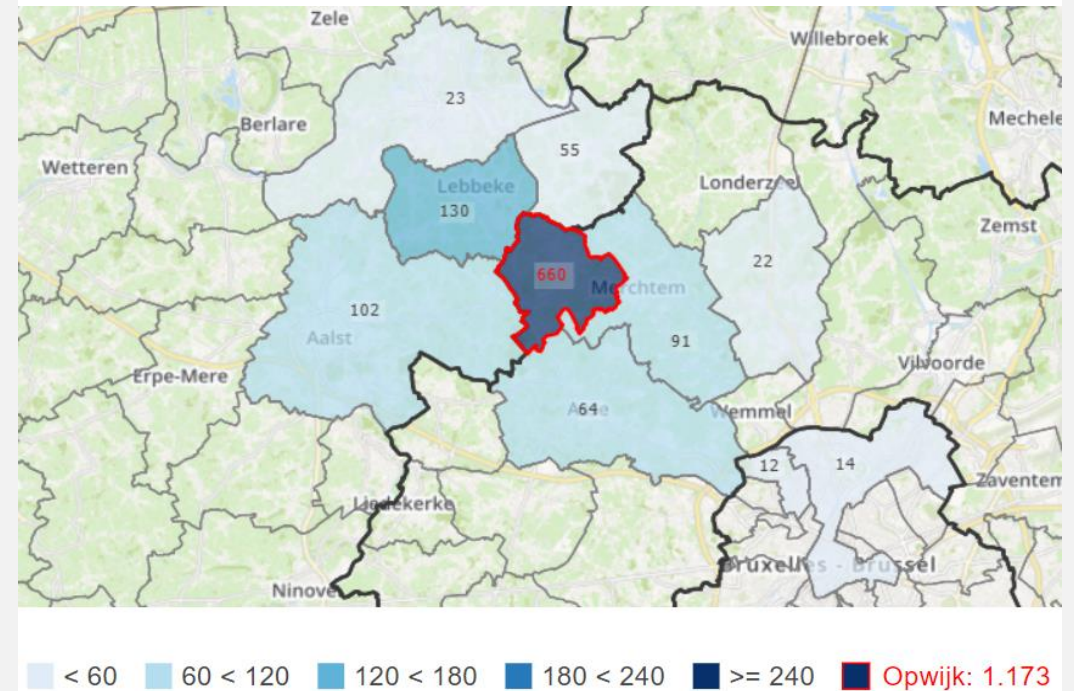 Zele
Willebroek
23
Berlare
Mechele
55
Wetteren
Lebbeke
Londerzeel
130
Zemst
22
660
Merchtem
102
Aalst
91
Vilvoorde
Erpe-Mere
64
Wemmel
12
14
Zaventem
Liedekerke
Bruxelles - Brussel
Ninove
< 60
60 < 120
120 < 180
180 < 240
>= 240
Opwijk: 1.173